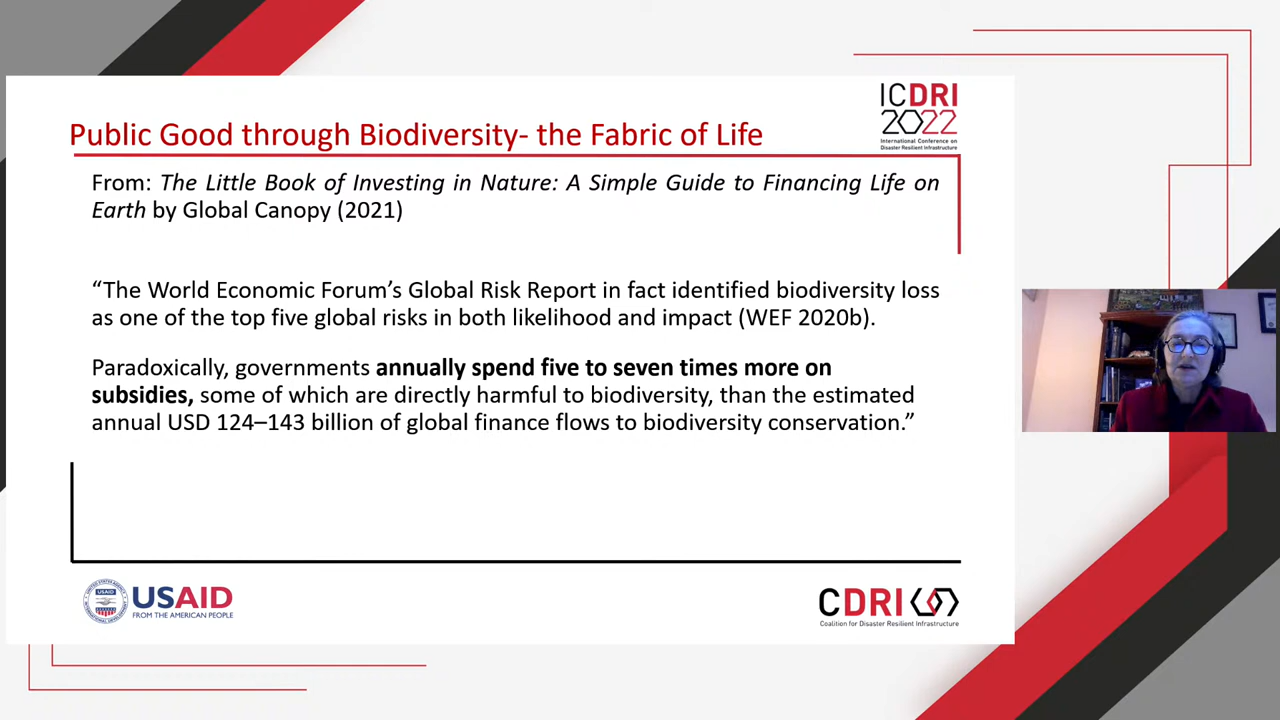 ICDRI
2022
International Conference on
Disaster Resilient Infrastructure
Public Good through Biodiversity- the Fabric of Life
From: The Little Book of Investing in Nature: A Simple Guide to Financing Life on
Earth by Global Canopy (2021)
“The World Economic Forum’s Global Risk Report in fact identified biodiversity loss
as one of the top five global risks in both likelihood and impact (WEF 2020b).
Paradoxically, governments annually spend five to seven times more on
subsidies, some of which are directly harmful to biodiversity, than the estimated
annual USD 124–143 billion of global finance flows to biodiversity conservation.”
USAID
USAID
FROM THE AMERICAN PEOPLE
CDRI
Coalition for Disaster Resilient Infrastructure